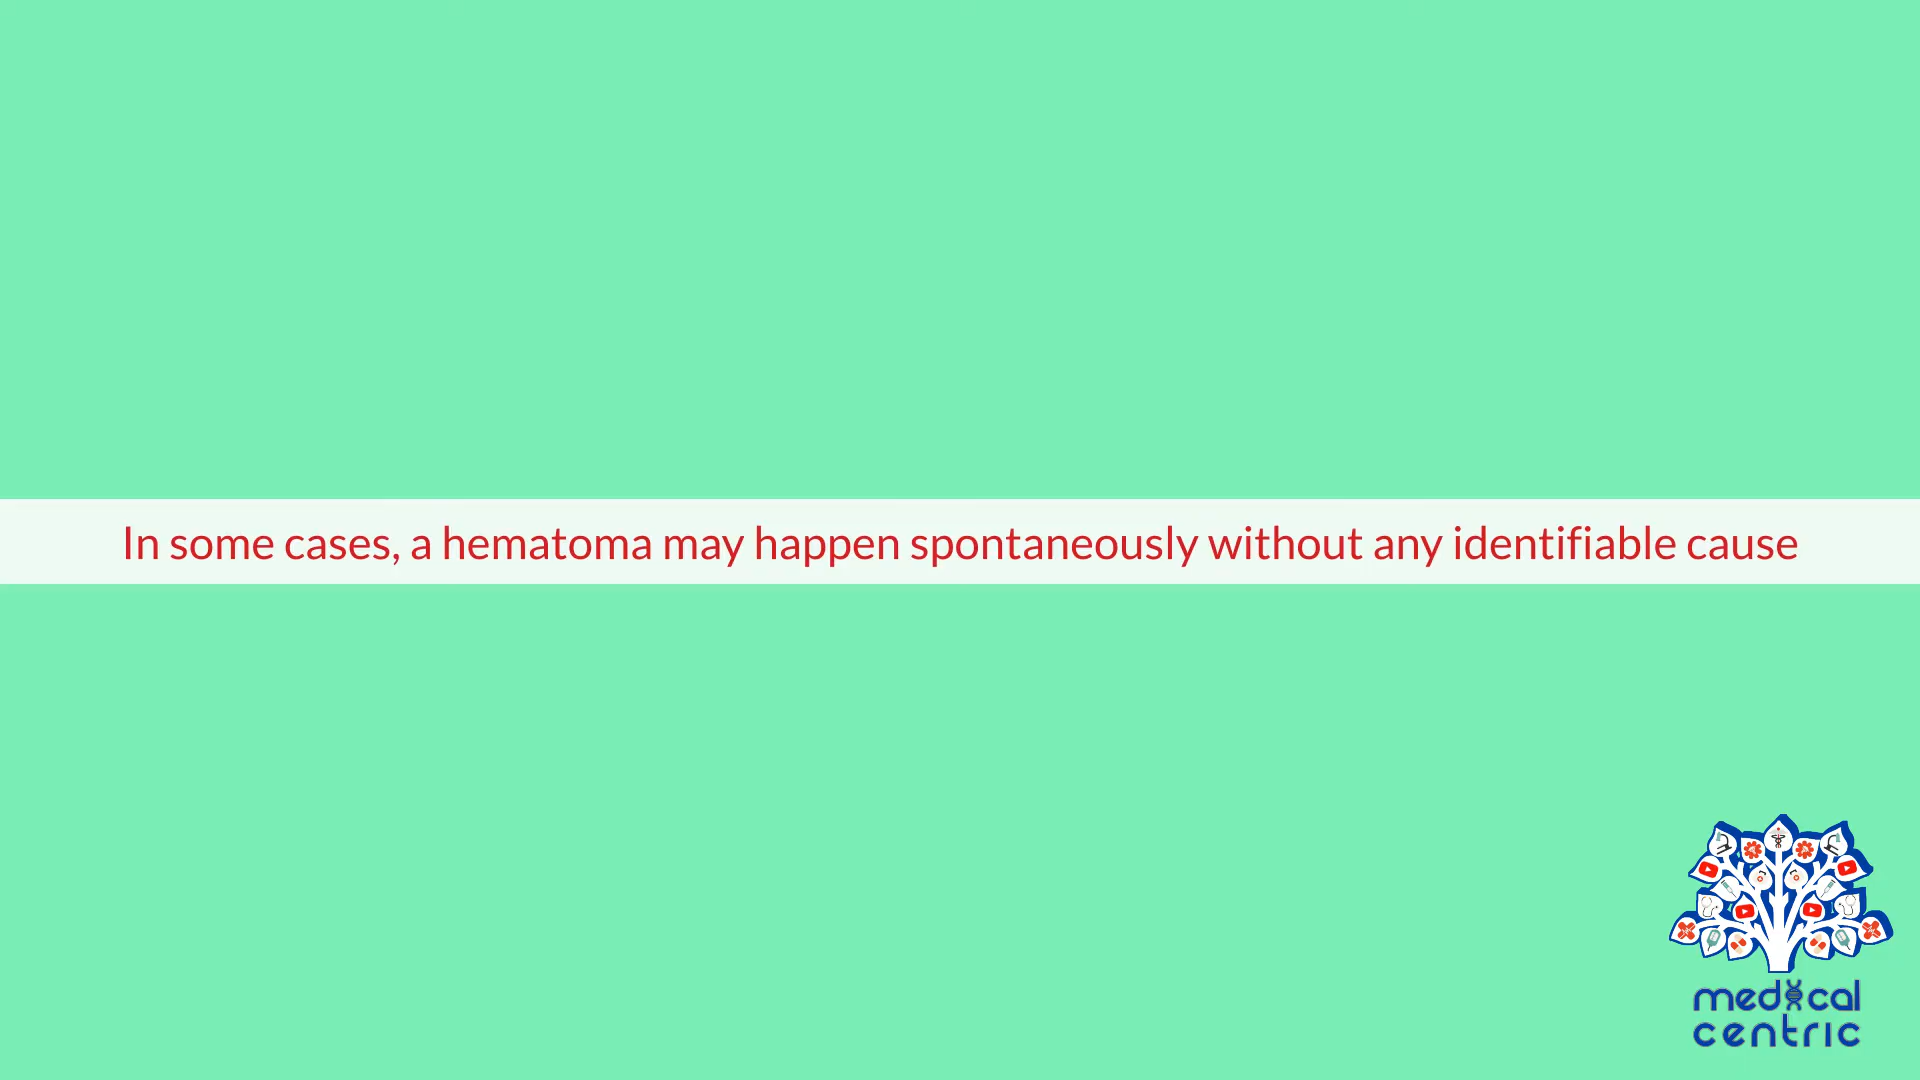 In some cases, a hematoma may happen spontaneously without any identifiable cause
medical
centric